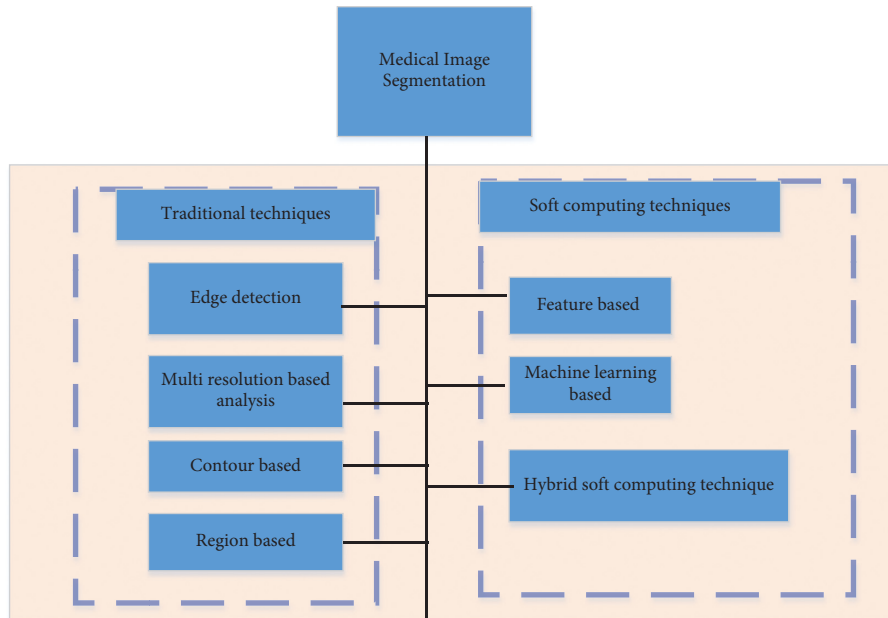 Medical Image
Segmentation
Traditional techniques
Edge detection
Multi resolution based
analysis
Contour based
Region based
Soft computing techniques
Feature based
Machine learning
based
Hybrid soft computing technique